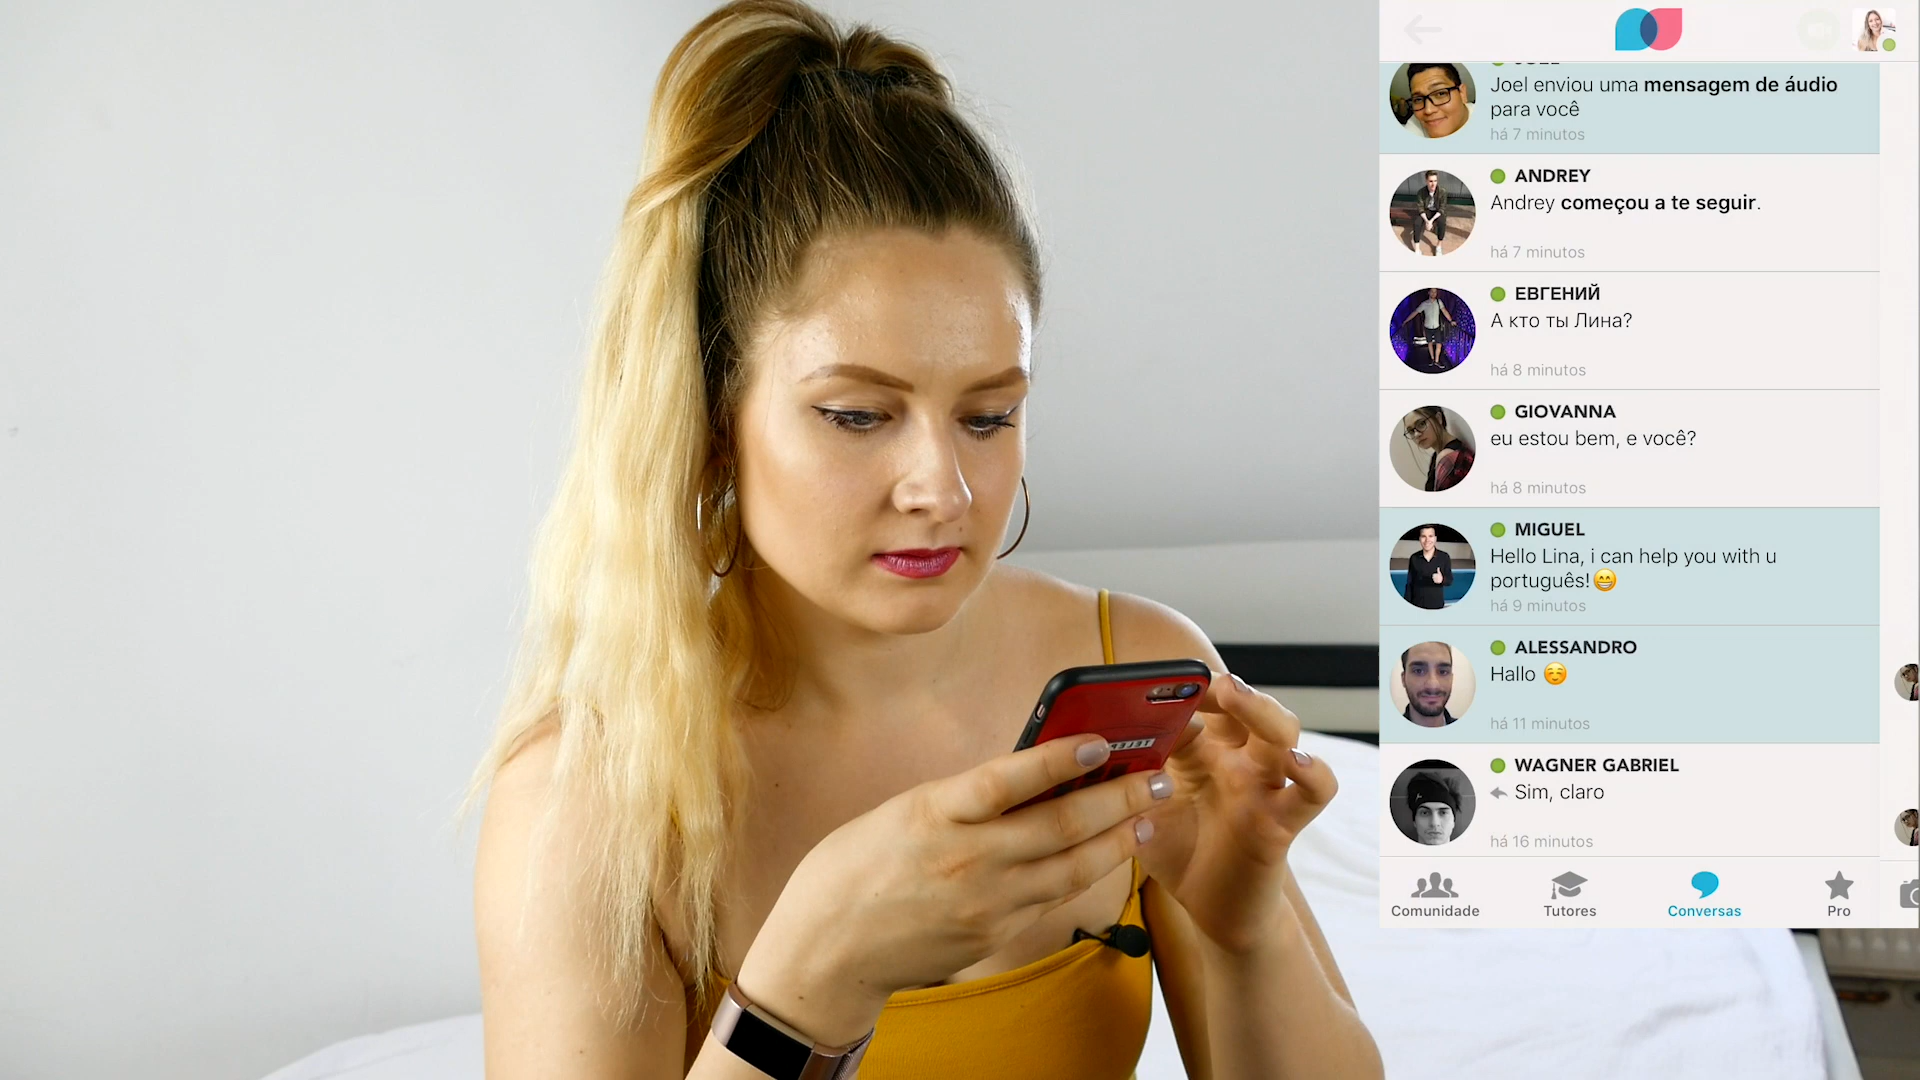 Joel enviou uma mensagem de áudio
para você
há 7 minutos
ANDREY
Andrey começou a te seguir.
há 7 minutos
ЕВГЕНИЙ
А кто ты Лина?
há 8 minutos
GIOVANNA
eu estou bem, e você?
há 8 minutos
MIGUEL
Hello Lina, i can help you with u
português!😁
há 9 minutos
ALESSANDRO
Hallo ☺️
há 11 minutos
WAGNER GABRIEL
Sim, claro
há 16 minutos
Comunidade
Tutores
Conversas
Pro